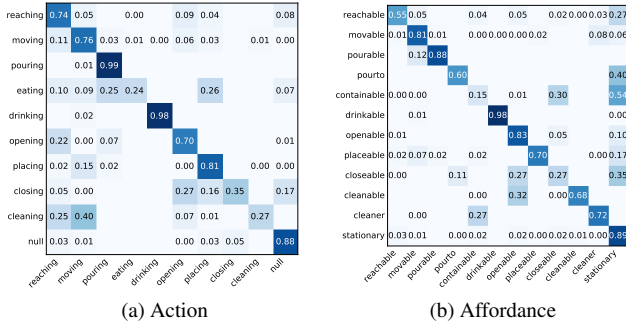 reaching 0.74 0.05 0.00 0.09 0.04 0.08
moving 0.11 0.76 0.03 0.01 0.00 0.06 0.03 0.01 0.00
pouring 0.01 0.99
eating 0.10 0.09 0.25 0.24 0.26 0.07
drinking 0.02 0.98
opening 0.22 0.00 0.07 0.70 0.01
placing 0.02 0.15 0.02 0.00 0.81 0.00 0.00
closing 0.05 0.00 0.27 0.16 0.35 0.17
cleaning 0.25 0.40 0.07 0.01 0.27
null 0.03 0.01 0.00 0.03 0.05 0.88
reaching moving pouring eating drinking opening placing closing cleaning null
(a) Action
reachable 0.55 0.05 0.04 0.05 0.02 0.00 0.03 0.27
movable 0.01 0.81 0.01 0.00 0.00 0.00 0.02 0.08 0.06
pourable 0.12 0.88
pourto 0.60 0.40
containable 0.00 0.00 0.15 0.01 0.30 0.54
drinkable 0.01 0.98 0.00
openable 0.01 0.83 0.05 0.10
placeable 0.02 0.07 0.02 0.02 0.70 0.00 0.17
closeable 0.00 0.11 0.27 0.27 0.35
cleanable 0.00 0.32 0.00 0.68
cleaner 0.00 0.27 0.00 0.72
stationary 0.03 0.01 0.00 0.02 0.02 0.01 0.02 0.01 0.00 0.89
reachable movable pourable pourto containable drinkable openable placeable closeable cleanable cleaner stationary
(b) Affordance